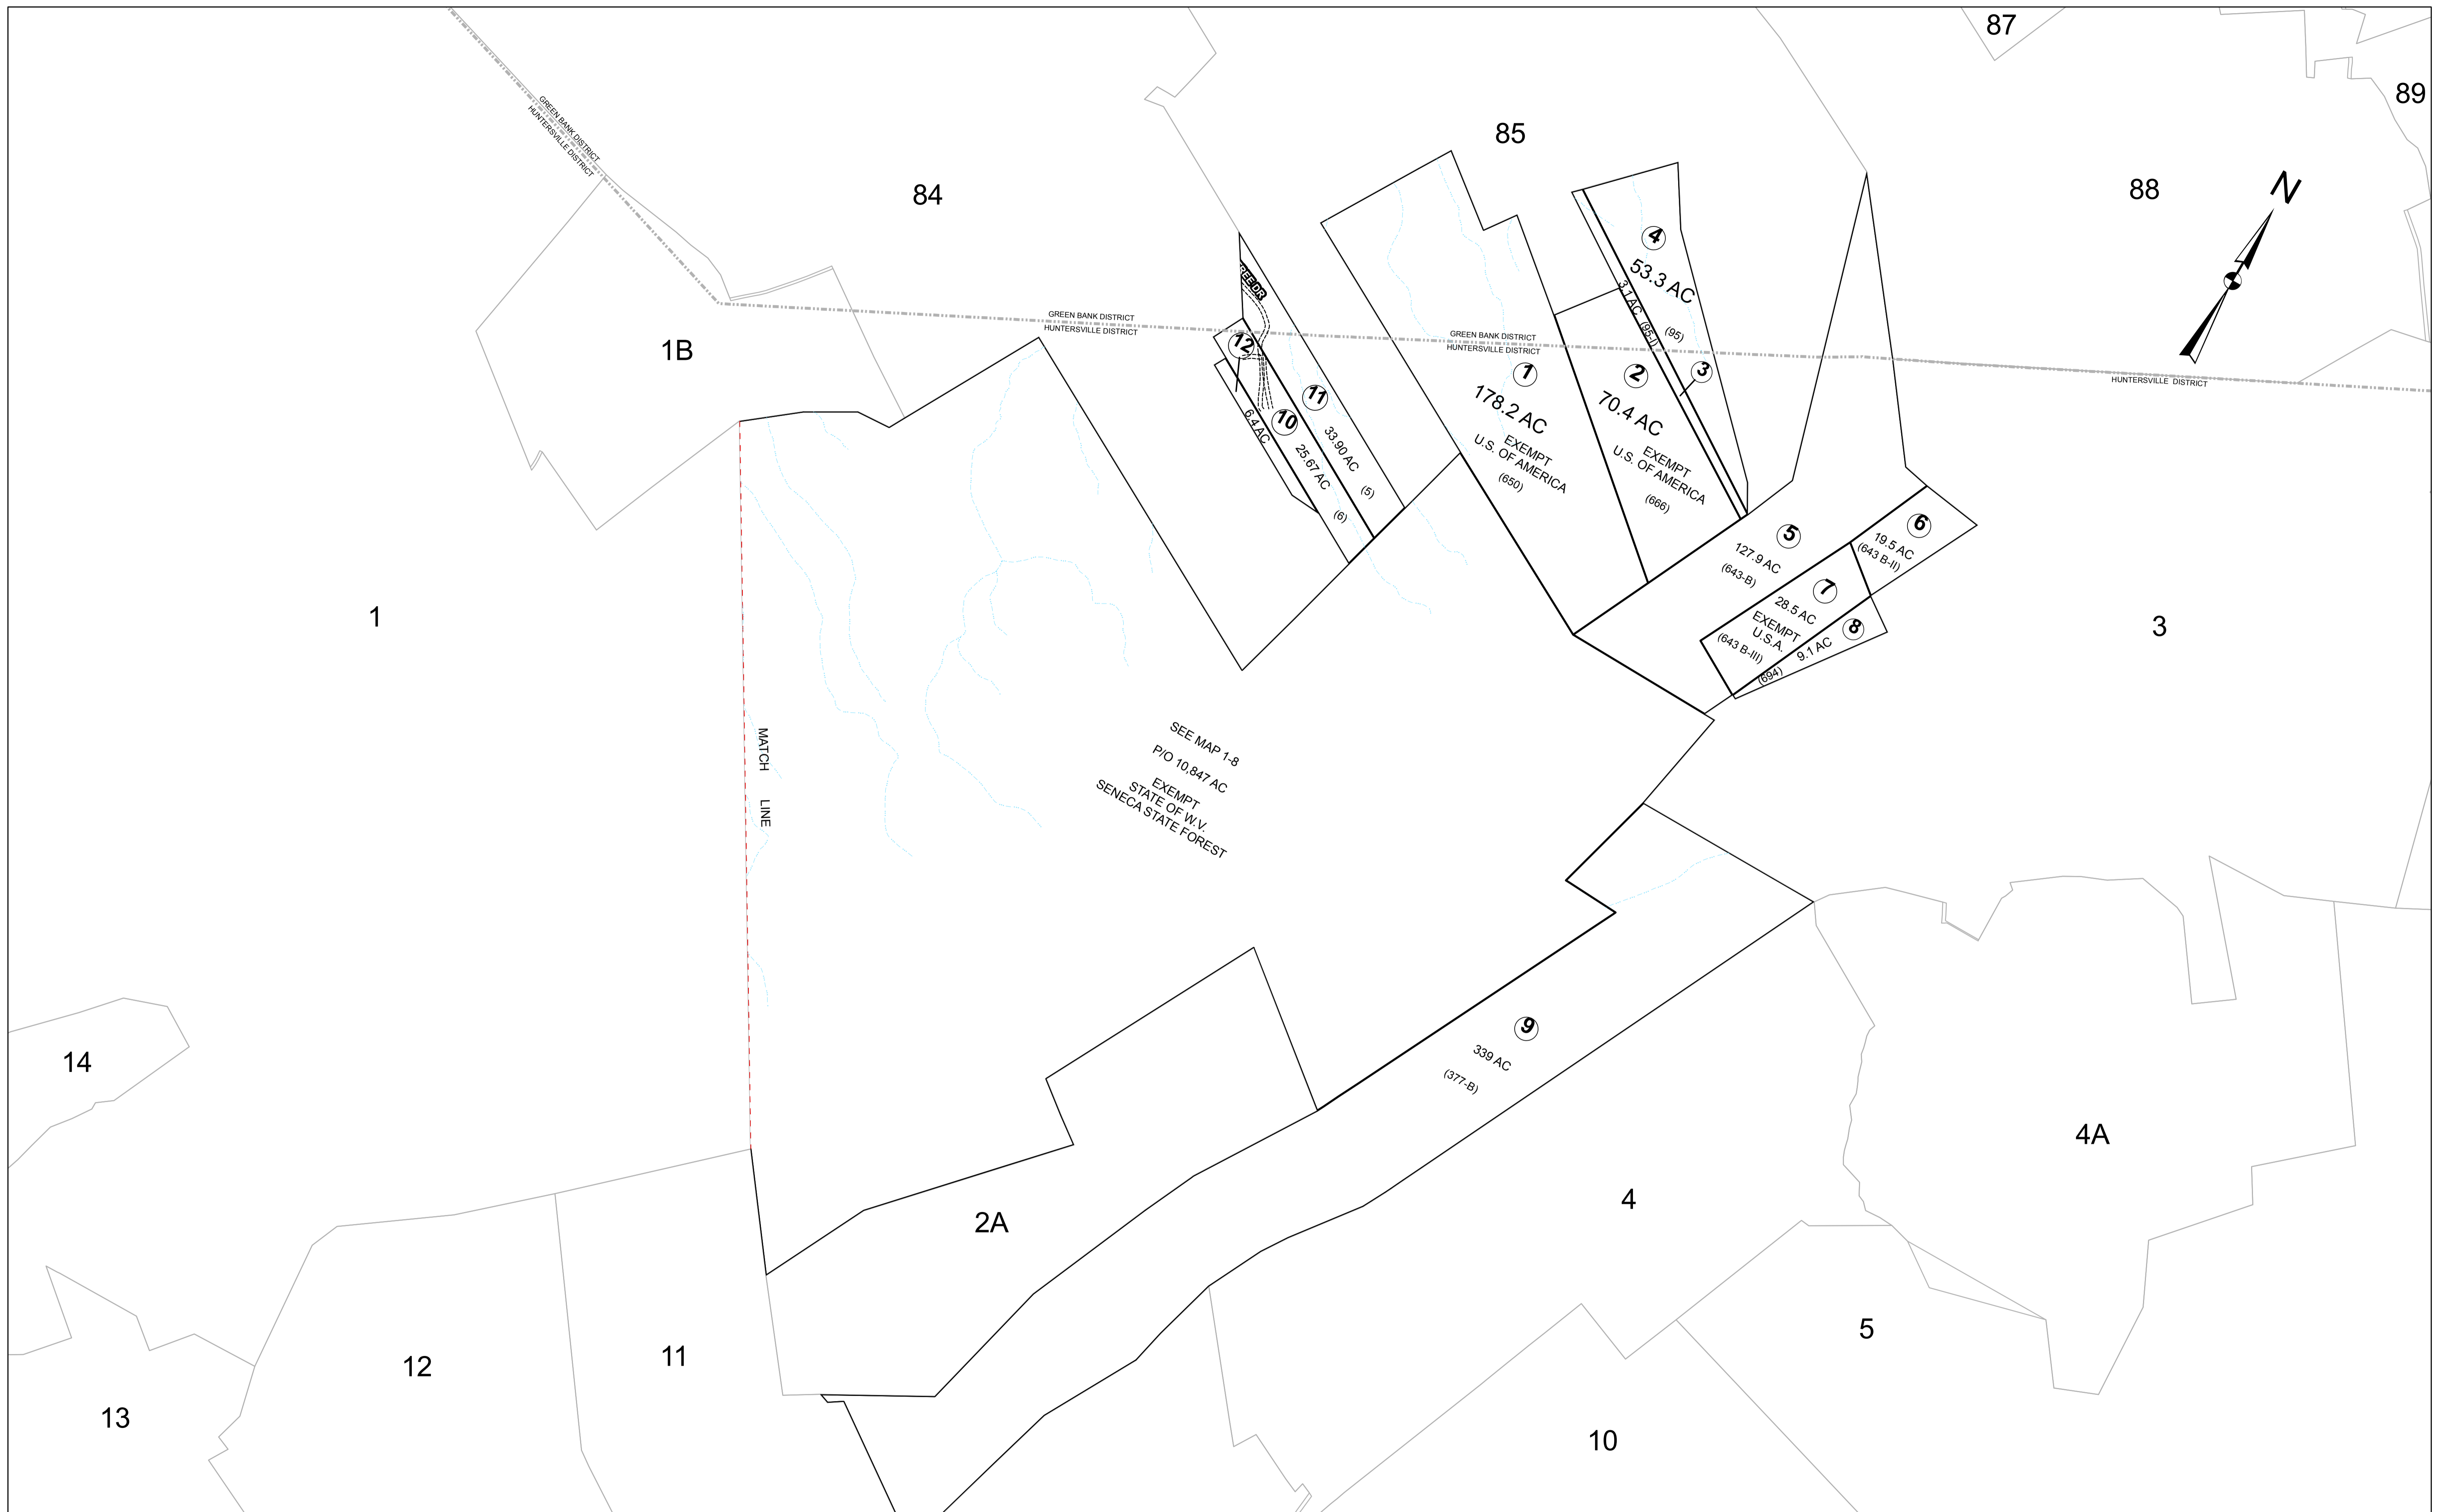 87
89
GREEN BANK DISTRICT
HUNTERSVILLE DISTRICT
85
84
88
N
4
53.3 AC
3.1 AC (95-I)
(95)
GREEN BANK DISTRICT
HUNTERSVILLE DISTRICT
GREEN BANK DISTRICT
HUNTERSVILLE DISTRICT
HUNTERSVILLE DISTRICT
1B
12
6.4 AC
10
25.67 AC
(6)
11
33.90 AC
(5)
1
178.2 AC
EXEMPT
U.S. OF AMERICA
(650)
2
70.4 AC
EXEMPT
U.S. OF AMERICA
(666)
3
5
127.9 AC
(643-B)
6
19.5 AC
(643 B-II)
7
28.5 AC
EXEMPT
U.S.A.
(643 B-III)
8
9.1 AC
(694)
1
3
MATCH LINE
SEE MAP 1-8
P/O 10,847 AC
EXEMPT
STATE OF W.V.
SENECA STATE FOREST
9
339 AC
(377-B)
14
4A
4
2A
5
12
11
13
10